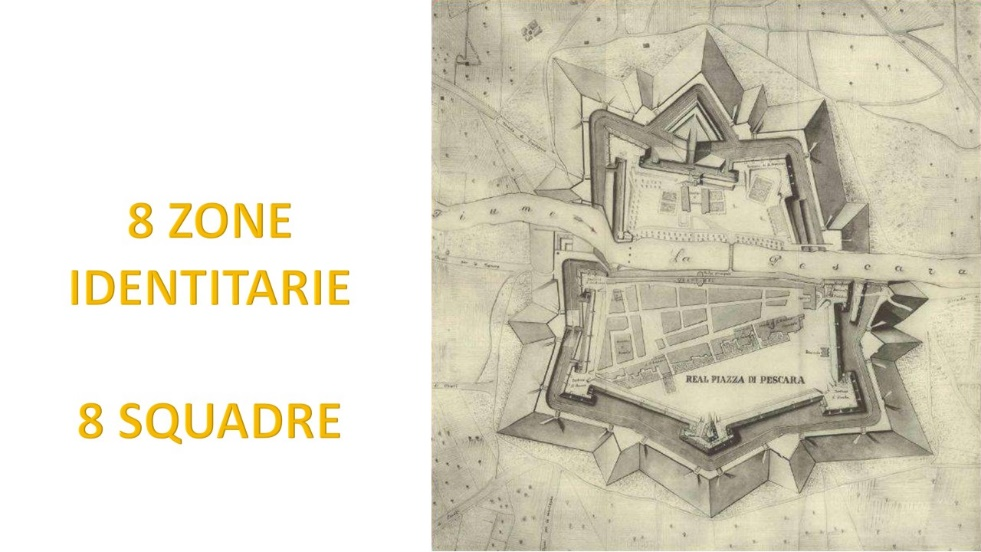 8 ZONE
IDENTITARIE
8 SQUADRE
fiume
la Pescara
REAL PIAZZA DI PESCARA